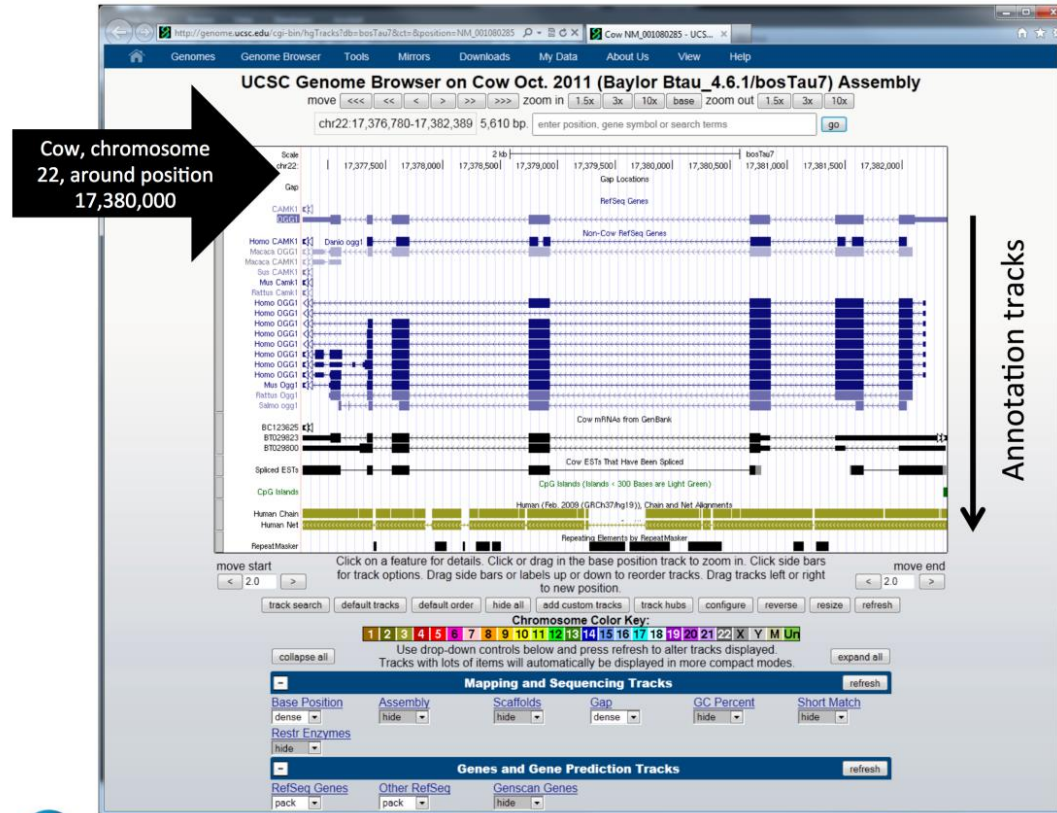 http://genome.ucsc.edu/cgi-bin/hgTracks?db=bosTau7&ct=&position=NM_001080285
Cow NM_001080285 - UCS...
Genomes Genome Browser Tools Mirrors Downloads My Data About Us View Help
UCSC Genome Browser on Cow Oct. 2011 (Baylor Btau_4.6.1/bosTau7) Assembly
move <<< << < > >> >>> zoom in 1.5x 3x 10x base zoom out 1.5x 3x 10x
chr22:17,376,780-17,382,389 5,610 bp. enter position, gene symbol or search terms go
Cow, chromosome
22, around position
17,380,000
Scale 2 kb bosTau7
chr22: 17,377,500 17,378,000 17,378,500 17,379,000 17,379,500 17,380,000 17,380,500 17,381,000 17,381,500 17,382,000
Gap Locations
Gap
RefSeq Genes
CAMK1
OGG1
Non-Cow RefSeq Genes
Homo CAMK1 Danio ogg1
Macaca OGG1
Macaca CAMK1
Sus CAMK1
Mus Camk1
Rattus Camk1
Homo OGG1
Homo OGG1
Homo OGG1
Homo OGG1
Homo OGG1
Homo OGG1
Homo OGG1
Homo OGG1
Mus Ogg1
Rattus Ogg1
Salmo ogg1
Cow mRNAs from GenBank
BC123625
BT029823
BT029800
Cow ESTs That Have Been Spliced
Spliced ESTs
CpG Islands (Islands < 300 Bases are Light Green)
CpG Islands
Human (Feb. 2009 (GRCh37/hg19)), Chain and Net Alignments
Human Chain
Human Net
Repeating Elements by RepeatMasker
RepeatMasker
Annotation tracks
move start
< 2.0 >
Click on a feature for details. Click or drag in the base position track to zoom in. Click side bars
for track options. Drag side bars or labels up or down to reorder tracks. Drag tracks left or right
to new position.
move end
< 2.0 >
track search default tracks default order hide all add custom tracks track hubs configure reverse resize refresh
Chromosome Color Key:
1 2 3 4 5 6 7 8 9 10 11 12 13 14 15 16 17 18 19 20 21 22 X Y M Un
collapse all
Use drop-down controls below and press refresh to alter tracks displayed.
Tracks with lots of items will automatically be displayed in more compact modes.
expand all
- Mapping and Sequencing Tracks refresh
Base Position Assembly Scaffolds Gap GC Percent Short Match
dense hide hide dense hide hide
Restr Enzymes
hide
- Genes and Gene Prediction Tracks refresh
RefSeq Genes Other RefSeq Genscan Genes
pack pack hide